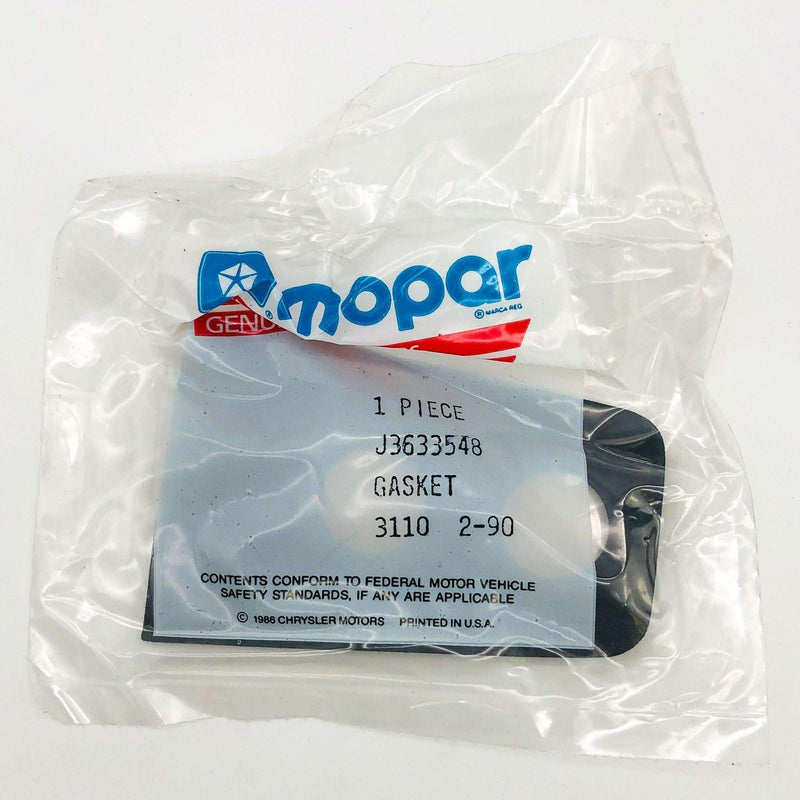 mopar
® MARCA REG
GENU
1 PIECE
J3633548
GASKET
3110 2-90
CONTENTS CONFORM TO FEDERAL MOTOR VEHICLE
SAFETY STANDARDS, IF ANY ARE APPLICABLE
© 1986 CHRYSLER MOTORS PRINTED IN U.S.A.